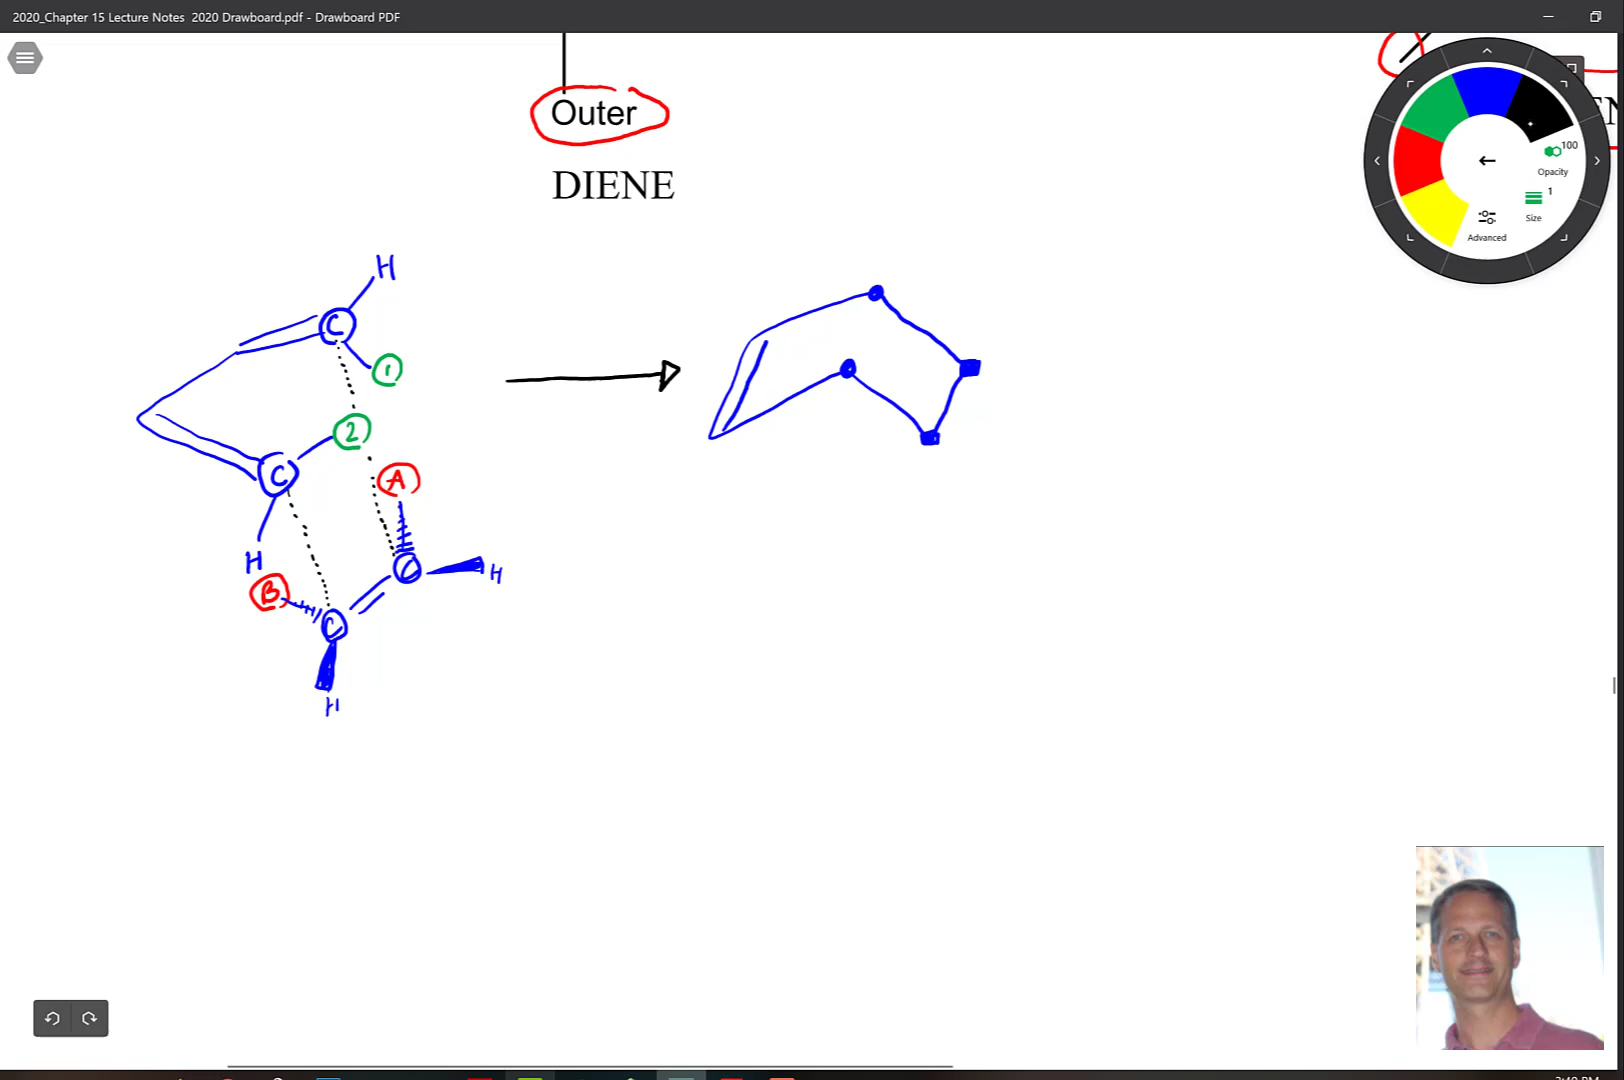 2020_Chapter 15 Lecture Notes 2020 Drawboard.pdf - Drawboard PDF
Outer
DIENE
100
Opacity
1
Size
Advanced
H
C
1
2
C
A
H
B
C
H
C
H